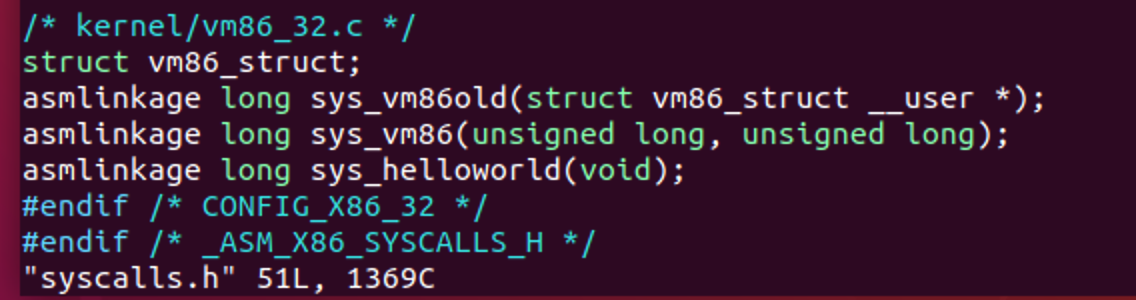 /* kernel/vm86_32.c */
struct vm86_struct;
asmlinkage long sys_vm86old(struct vm86_struct __user *);
asmlinkage long sys_vm86(unsigned long, unsigned long);
asmlinkage long sys_helloworld(void);
#endif /* CONFIG_X86_32 */
#endif /* _ASM_X86_SYSCALLS_H */
"syscalls.h" 51L, 1369C